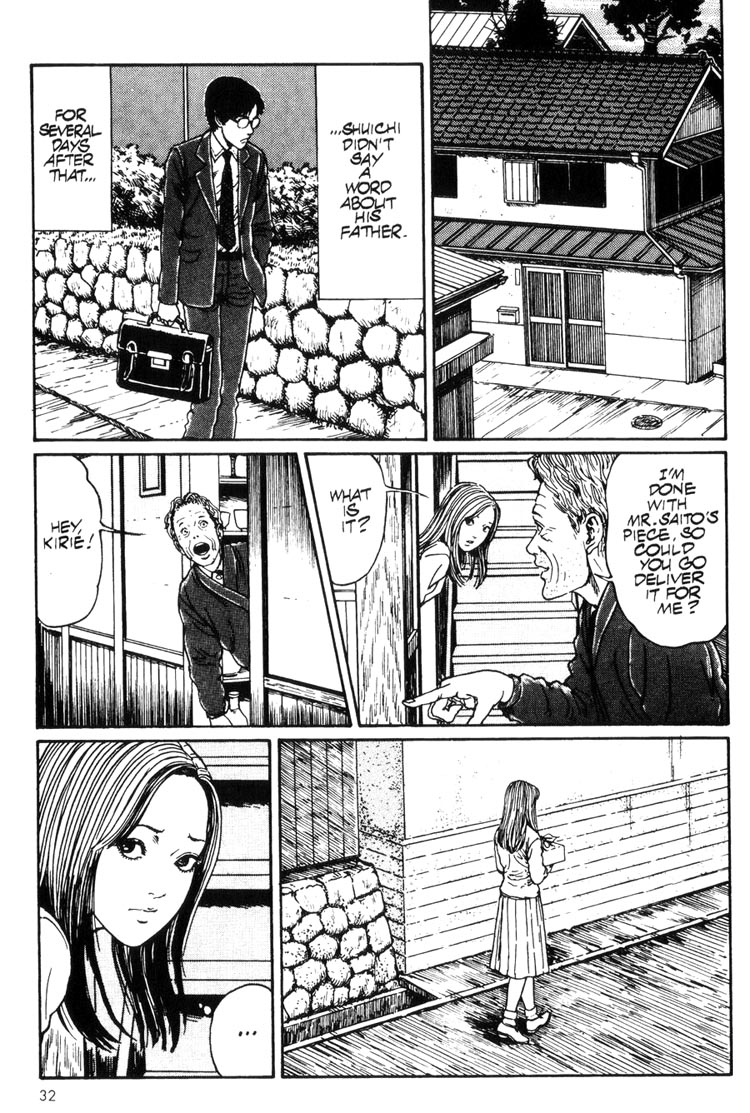 FOR
SEVERAL
DAYS
AFTER
THAT...
...SHUICHI
DIDN'T
SAY
A
WORD
ABOUT
HIS
FATHER.
HEY,
KIRIE!
WHAT
IS
IT?
I'M
DONE
WITH
MR. SAITO'S
PIECE, SO
COULD
YOU GO
DELIVER
IT FOR
ME?
...
32